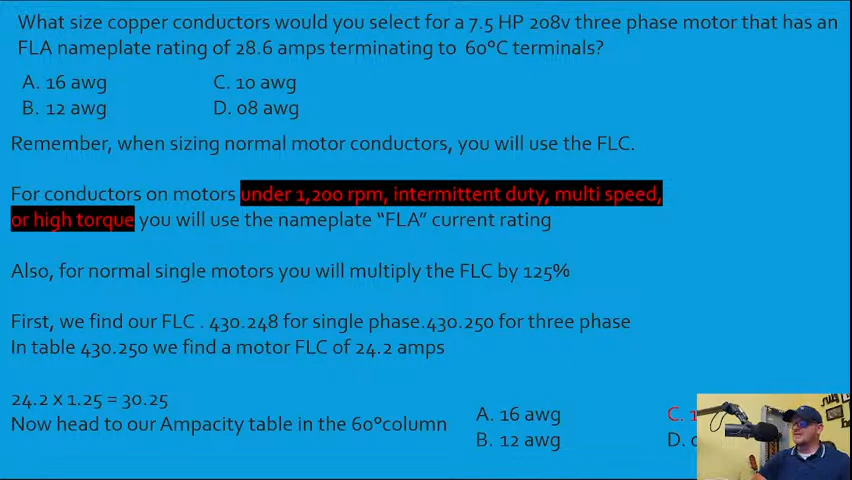 What size copper conductors would you select for a 7.5 HP 208v three phase motor that has an
FLA nameplate rating of 28.6 amps terminating to 60°C terminals?
A. 16 awg C. 10 awg
B. 12 awg D. 08 awg
Remember, when sizing normal motor conductors, you will use the FLC.
For conductors on motors under 1,200 rpm, intermittent duty, multi speed,
or high torque you will use the nameplate “FLA” current rating
Also, for normal single motors you will multiply the FLC by 125%
First, we find our FLC . 430.248 for single phase.430.250 for three phase
In table 430.250 we find a motor FLC of 24.2 amps
24.2 x 1.25 = 30.25
Now head to our Ampacity table in the 60°column
A. 16 awg C.
B. 12 awg D.